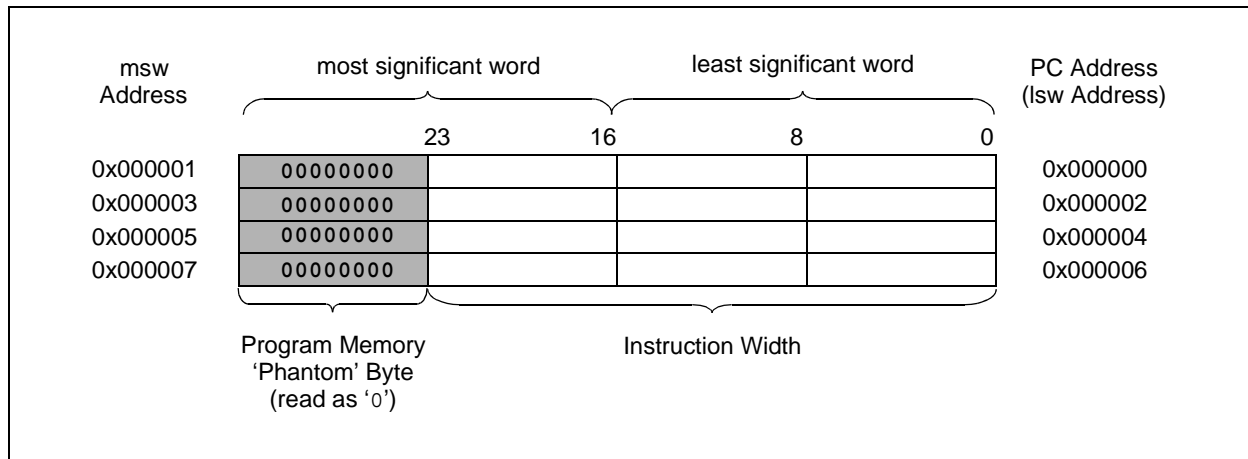 msw
Address
most significant word
least significant word
PC Address
(lsw Address)
23 16 8 0
0x000001 00000000 0x000000
0x000003 00000000 0x000002
0x000005 00000000 0x000004
0x000007 00000000 0x000006
Program Memory
‘Phantom’ Byte
(read as ‘0’)
Instruction Width